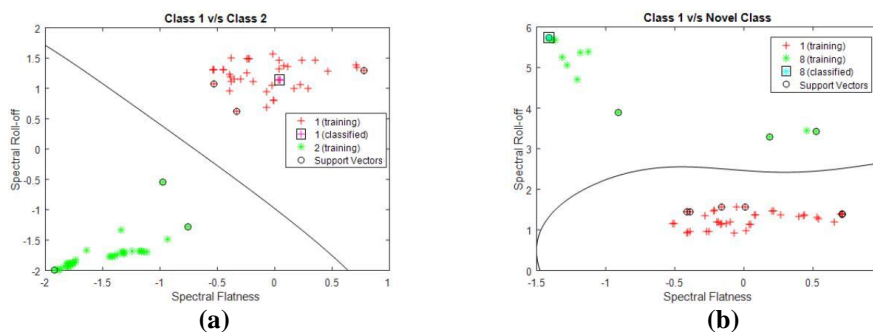 Class 1 v/s Class 2
Spectral Roll-off
2
1.5
1
0.5
0
-0.5
-1
-1.5
-2
1 (training)
1 (classified)
2 (training)
Support Vectors
-2
-1.5
-1
-0.5
0
0.5
1
Spectral Flatness
(a)
Class 1 v/s Novel Class
Spectral Roll-off
6
5
4
3
2
1
0
1 (training)
8 (training)
8 (classified)
Support Vectors
-1.5
-1
-0.5
0
0.5
Spectral Flatness
(b)